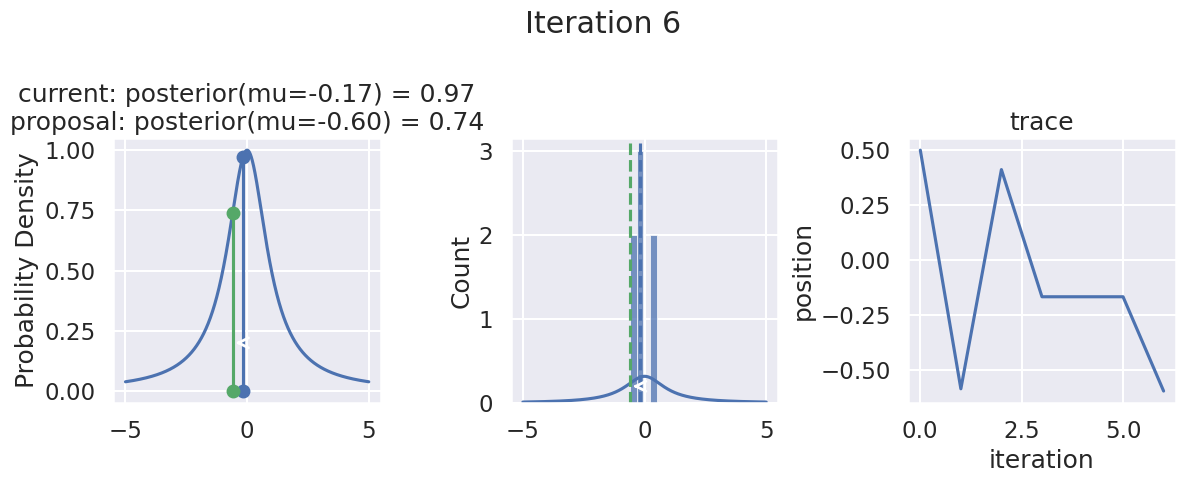 Iteration 6
current: posterior(mu=-0.17) = 0.97
proposal: posterior(mu=-0.60) = 0.74
Probability Density
1.00
0.75
0.50
0.25
0.00
−5
0
5
Count
3
2
1
0
−5
0
5
trace
position
0.50
0.25
0.00
−0.25
−0.50
0.0
2.5
5.0
iteration